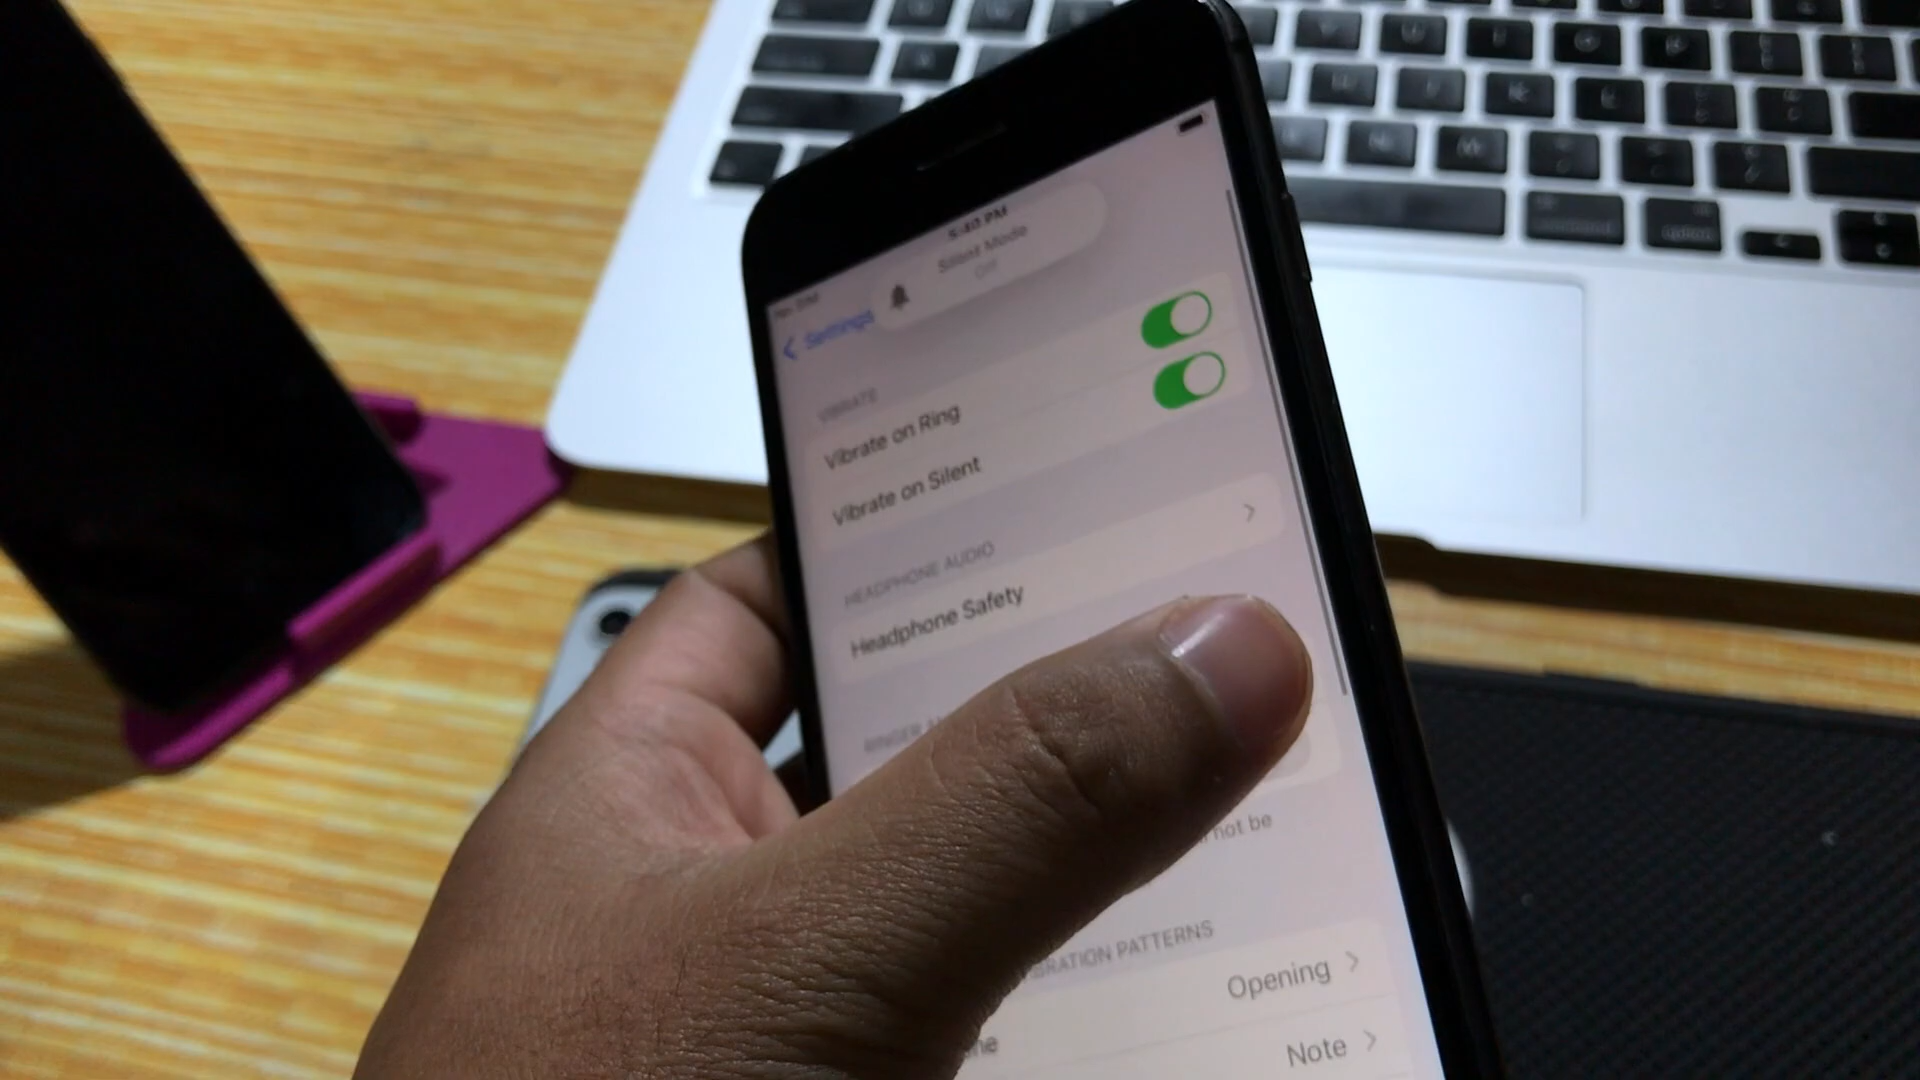 5:40 PM
Silent Mode
Off
Settings
VIBRATE
Vibrate on Ring
Vibrate on Silent
HEADPHONE AUDIO
Headphone Safety
RINGER
not be
PATTERNS
Opening
Note